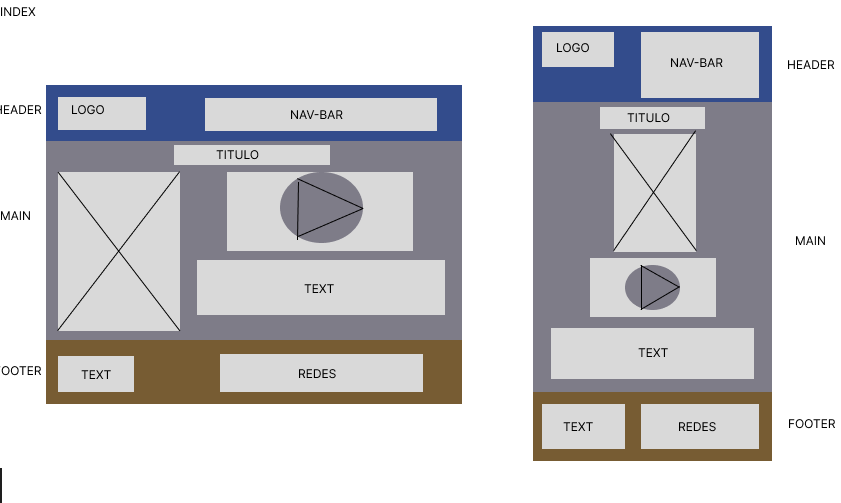 INDEX
HEADER
LOGO
NAV-BAR
TITULO
MAIN
TEXT
FOOTER
TEXT
REDES
LOGO
NAV-BAR
HEADER
TITULO
MAIN
TEXT
TEXT
REDES
FOOTER